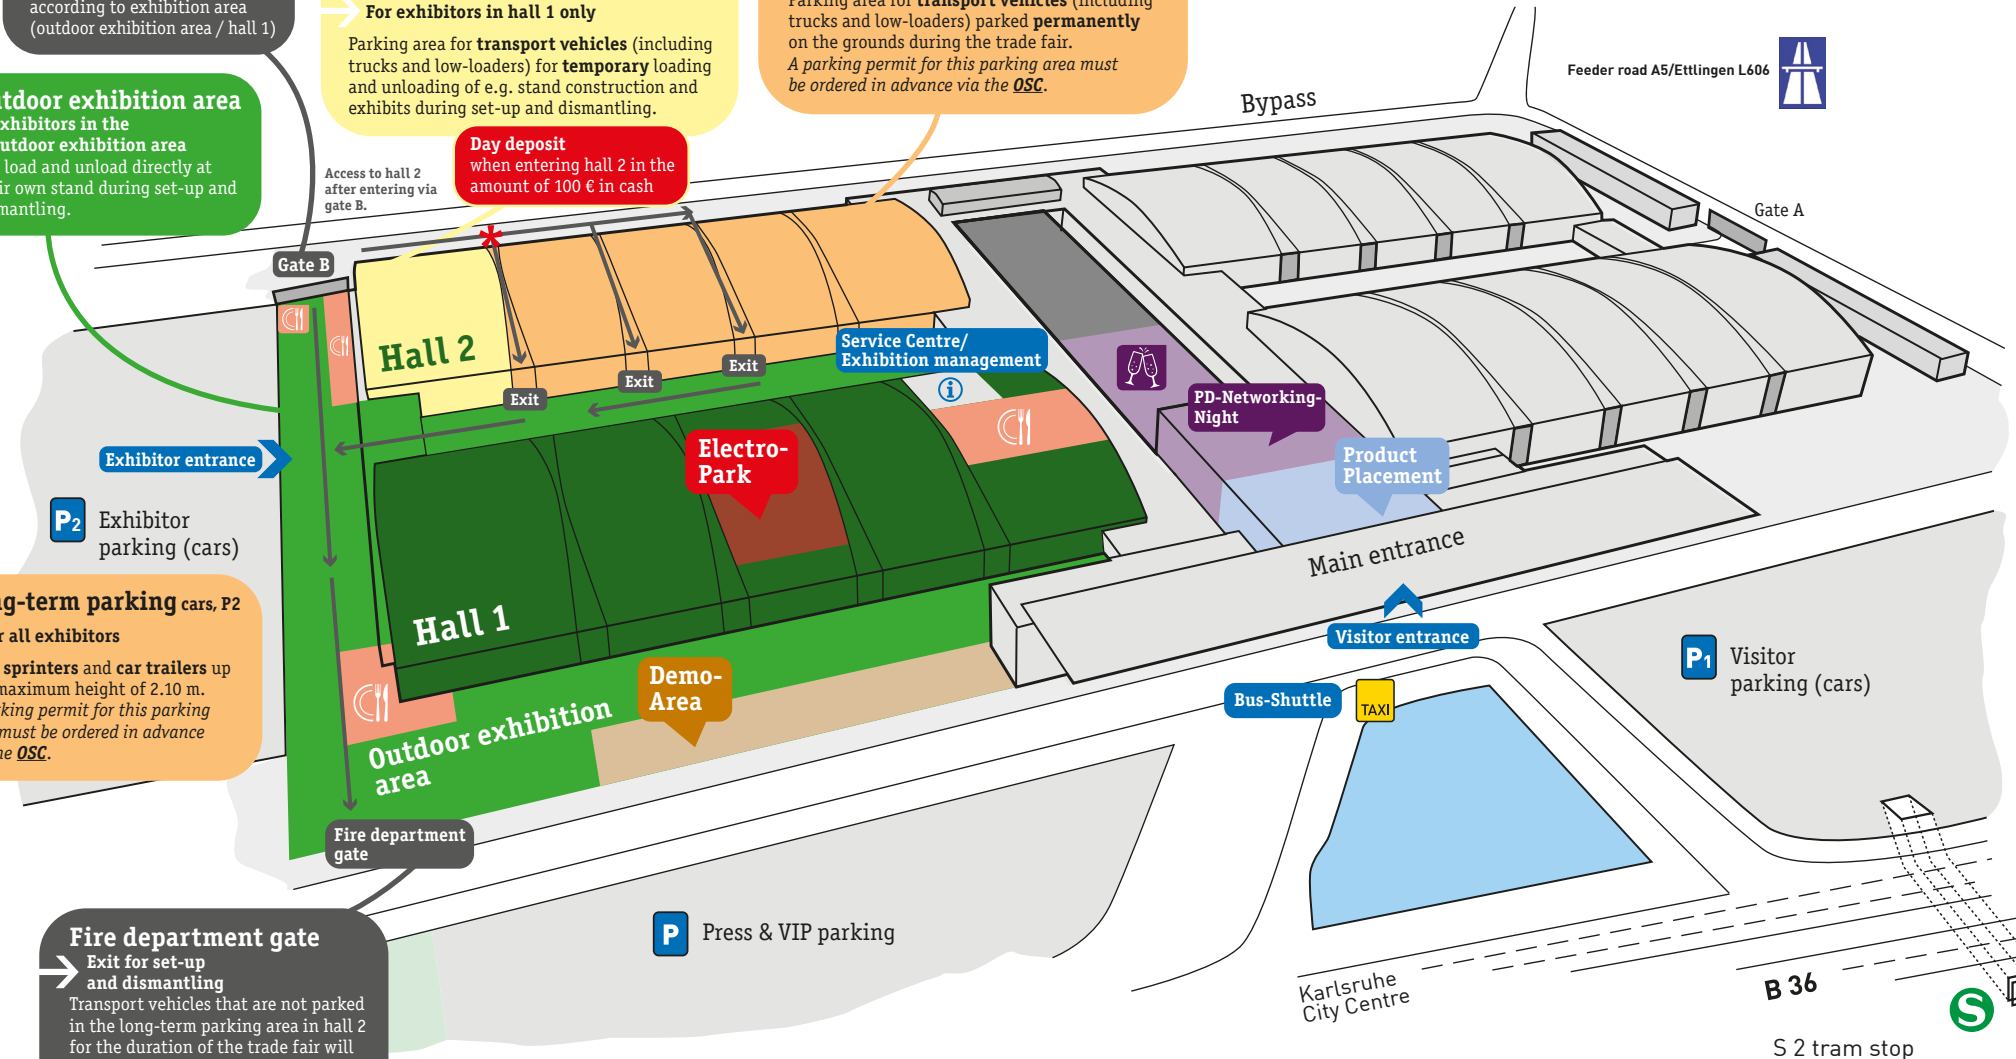 according to exhibition area
(outdoor exhibition area / hall 1)
For exhibitors in hall 1 only
Parking area for transport vehicles (including
trucks and low-loaders) for temporary loading
and unloading of e.g. stand construction and
exhibits during set-up and dismantling.
Parking area for transport vehicles (including
trucks and low-loaders) parked permanently
on the grounds during the trade fair.
A parking permit for this parking area must
be ordered in advance via the OSC.
Feeder road A5/Ettlingen L606
Bypass
exhibition area
in the
exhibition area
load and unload directly at
own stand during set-up and
Day deposit
when entering hall 2 in the
amount of 100 € in cash
Access to hall 2
after entering via
gate B.
*
Gate A
Gate B
Hall 2
Service Centre/
Exhibition management
i
Exit
Exit
Exit
PD-Networking-
Night
Electro-
Park
Product
Placement
Exhibitor entrance
P2
Exhibitor
parking (cars)
Main entrance
Hall 1
Visitor entrance
P1
Visitor
parking (cars)
parking cars, P2
all exhibitors
sprinters and car trailers up
maximum height of 2.10 m.
permit for this parking
must be ordered in advance
OSC.
Demo-
Area
Bus-Shuttle
TAXI
Outdoor exhibition
area
Fire department
gate
P
Press & VIP parking
Fire department gate
Exit for set-up
and dismantling
Transport vehicles that are not parked
in the long-term parking area in hall 2
for the duration of the trade fair will
Karlsruhe
City Centre
B 36
S
S 2 tram stop